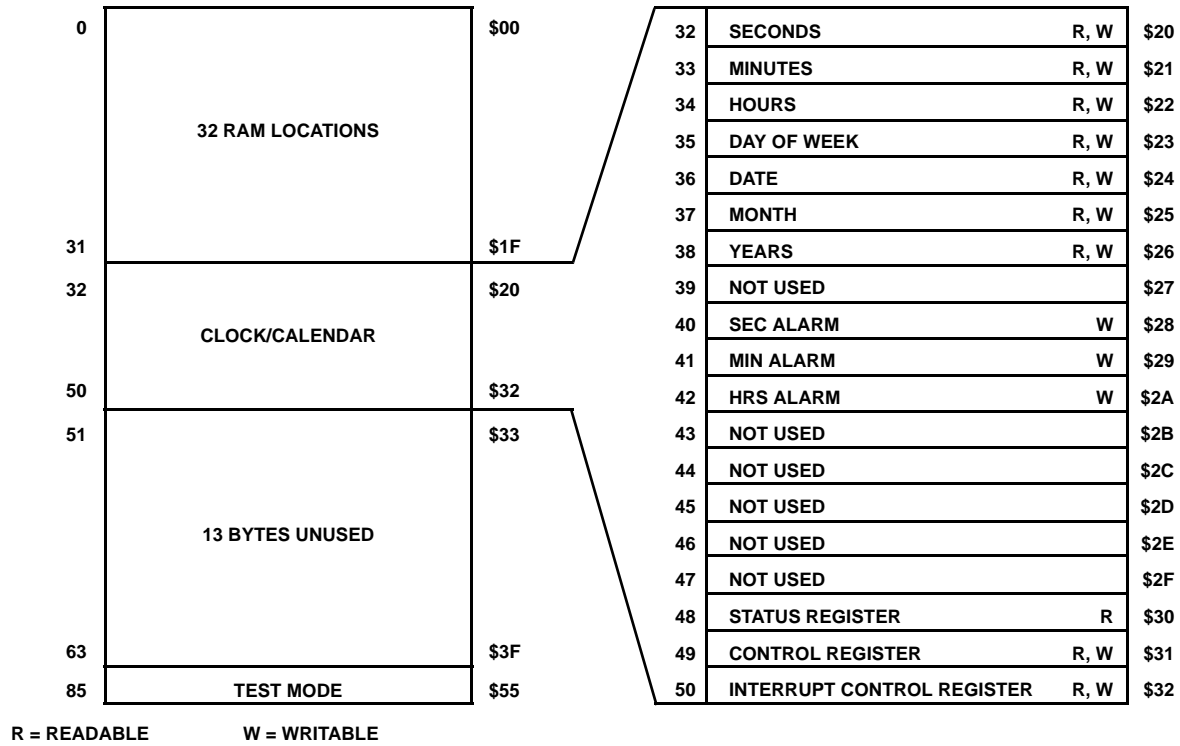 0 $00
32 RAM LOCATIONS
31 $1F
32 $20
CLOCK/CALENDAR
50 $32
51 $33
13 BYTES UNUSED
63 $3F
85 TEST MODE $55
32 SECONDS R, W $20
33 MINUTES R, W $21
34 HOURS R, W $22
35 DAY OF WEEK R, W $23
36 DATE R, W $24
37 MONTH R, W $25
38 YEARS R, W $26
39 NOT USED $27
40 SEC ALARM W $28
41 MIN ALARM W $29
42 HRS ALARM W $2A
43 NOT USED $2B
44 NOT USED $2C
45 NOT USED $2D
46 NOT USED $2E
47 NOT USED $2F
48 STATUS REGISTER R $30
49 CONTROL REGISTER R, W $31
50 INTERRUPT CONTROL REGISTER R, W $32
R = READABLE W = WRITABLE